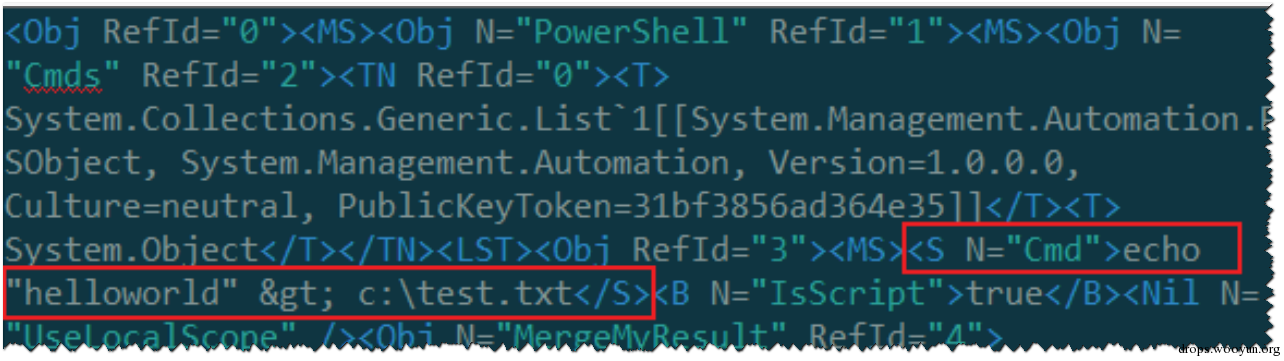 <Obj RefId="0"><MS><Obj N="PowerShell" RefId="1"><MS><Obj N=
"Cmds" RefId="2"><TN RefId="0"><T>
System.Collections.Generic.List`1[[System.Management.Automation.P
SObject, System.Management.Automation, Version=1.0.0.0,
Culture=neutral, PublicKeyToken=31bf3856ad364e35]]</T><T>
System.Object</T></TN><LST><Obj RefId="3"><MS><S N="Cmd">echo
"helloworld" &gt; c:\test.txt</S><B N="IsScript">true</B><Nil N=
"UseLocalScope" /><Obj N="MergeMyResult" RefId="4">
drops.wooyun.org